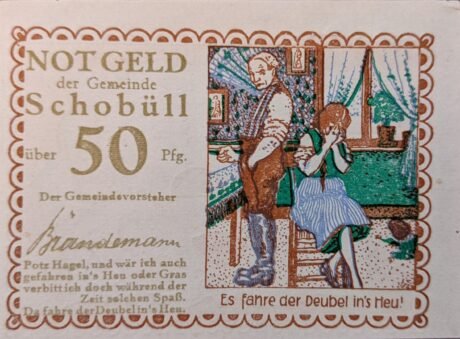 NOTGELD
der Gemeinde
Schobüll
über 50 Pfg.
Der Gemeindevorsteher
Brandemann
Potz Hagel, und wär ich auch
gefahren in's Heu oder Gras
verbitt ich doch während der
Zeit solchen Spaß.
Da fahre der Deubel in's Heu.
Es fahre der Deubel in's Heu!